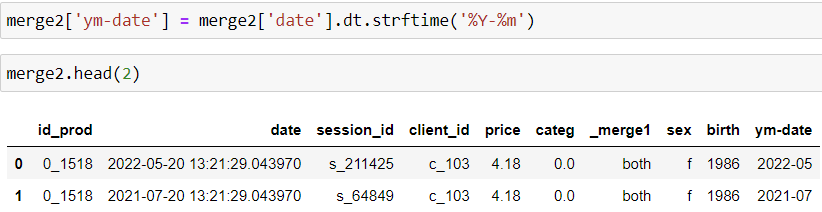 merge2['ym-date'] = merge2['date'].dt.strftime('%Y-%m')
merge2.head(2)
id_prod date session_id client_id price categ _merge1 sex birth ym-date
0 0_1518 2022-05-20 13:21:29.043970 s_211425 c_103 4.18 0.0 both f 1986 2022-05
1 0_1518 2021-07-20 13:21:29.043970 s_64849 c_103 4.18 0.0 both f 1986 2021-07